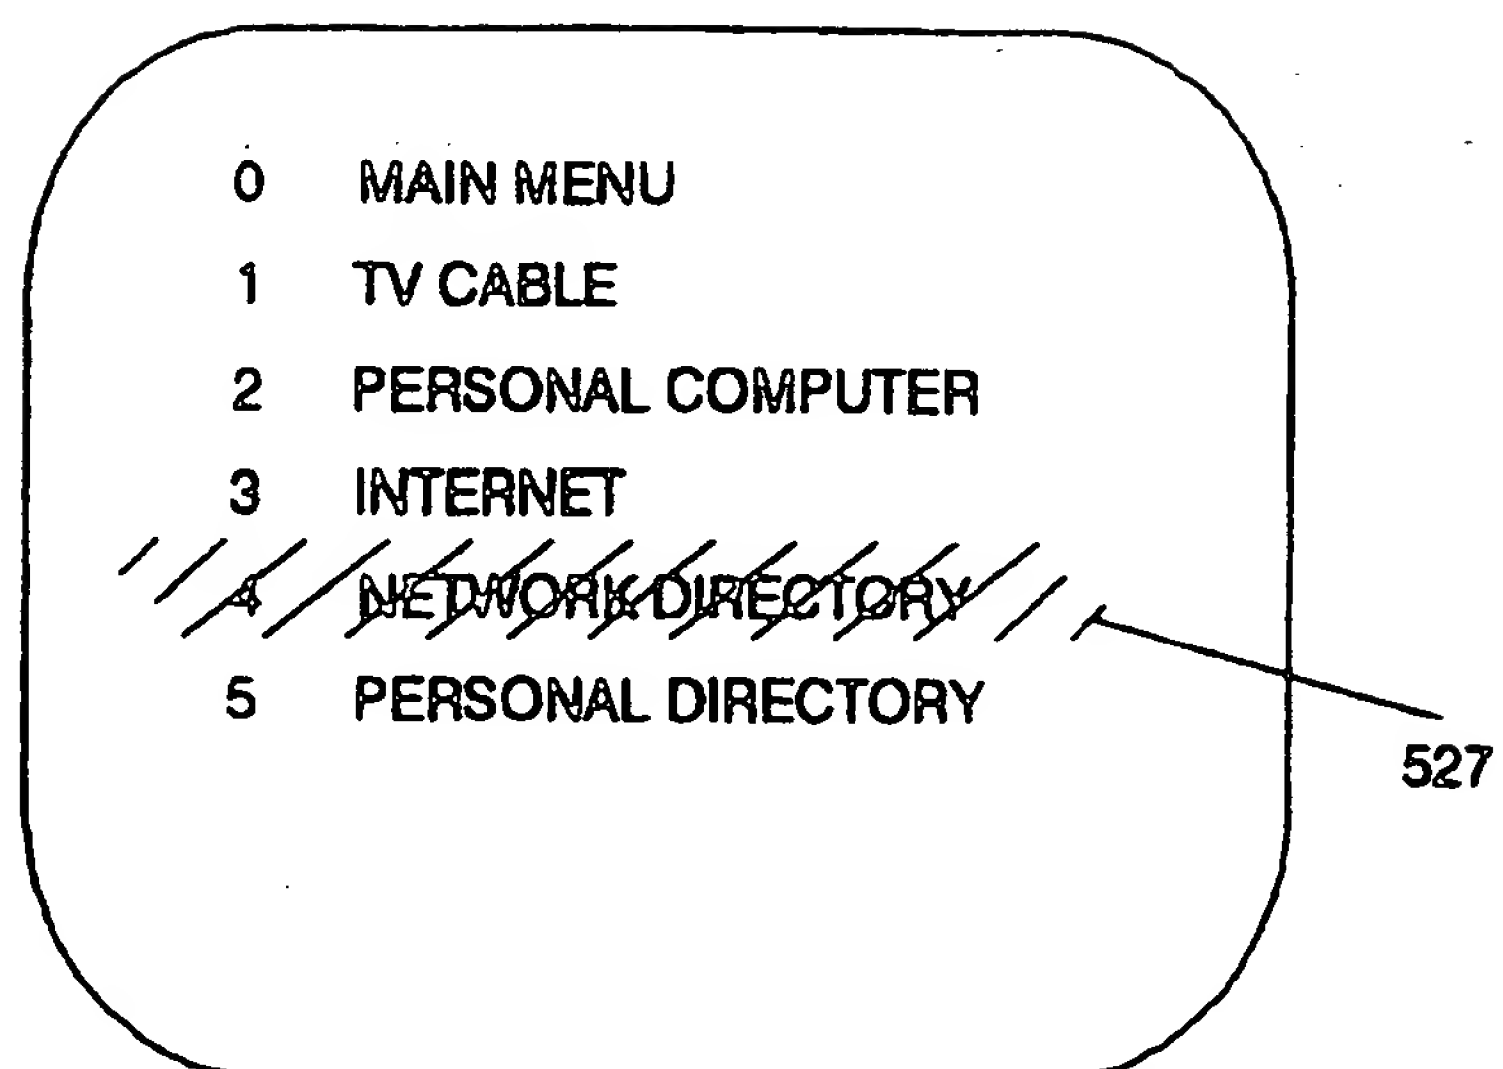 0 MAIN MENU
1 TV CABLE
2 PERSONAL COMPUTER
3 INTERNET
4 NETWORK DIRECTORY
5 PERSONAL DIRECTORY
527